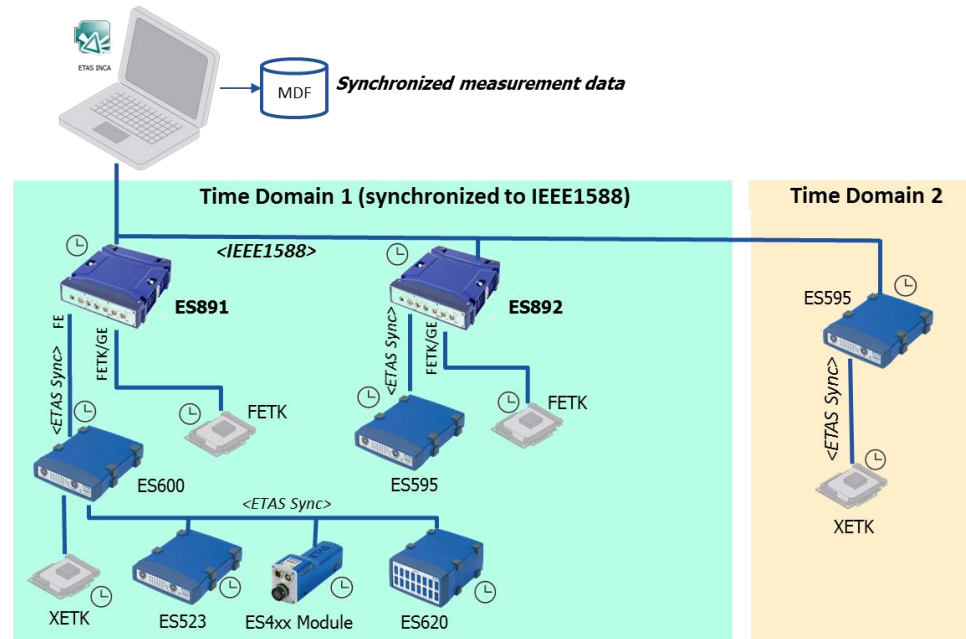 ETAS INCA
MDF
Synchronized measurement data
Time Domain 1 (synchronized to IEEE1588)
Time Domain 2
<IEEE1588>
ES891
ES892
ES595
FE
<ETAS Sync>
FETK/GE
<ETAS Sync>
FETK/GE
<ETAS Sync>
FETK
FETK
ES600
ES595
XETK
<ETAS Sync>
XETK
ES523
ETAS
ES4xx Module
ES620